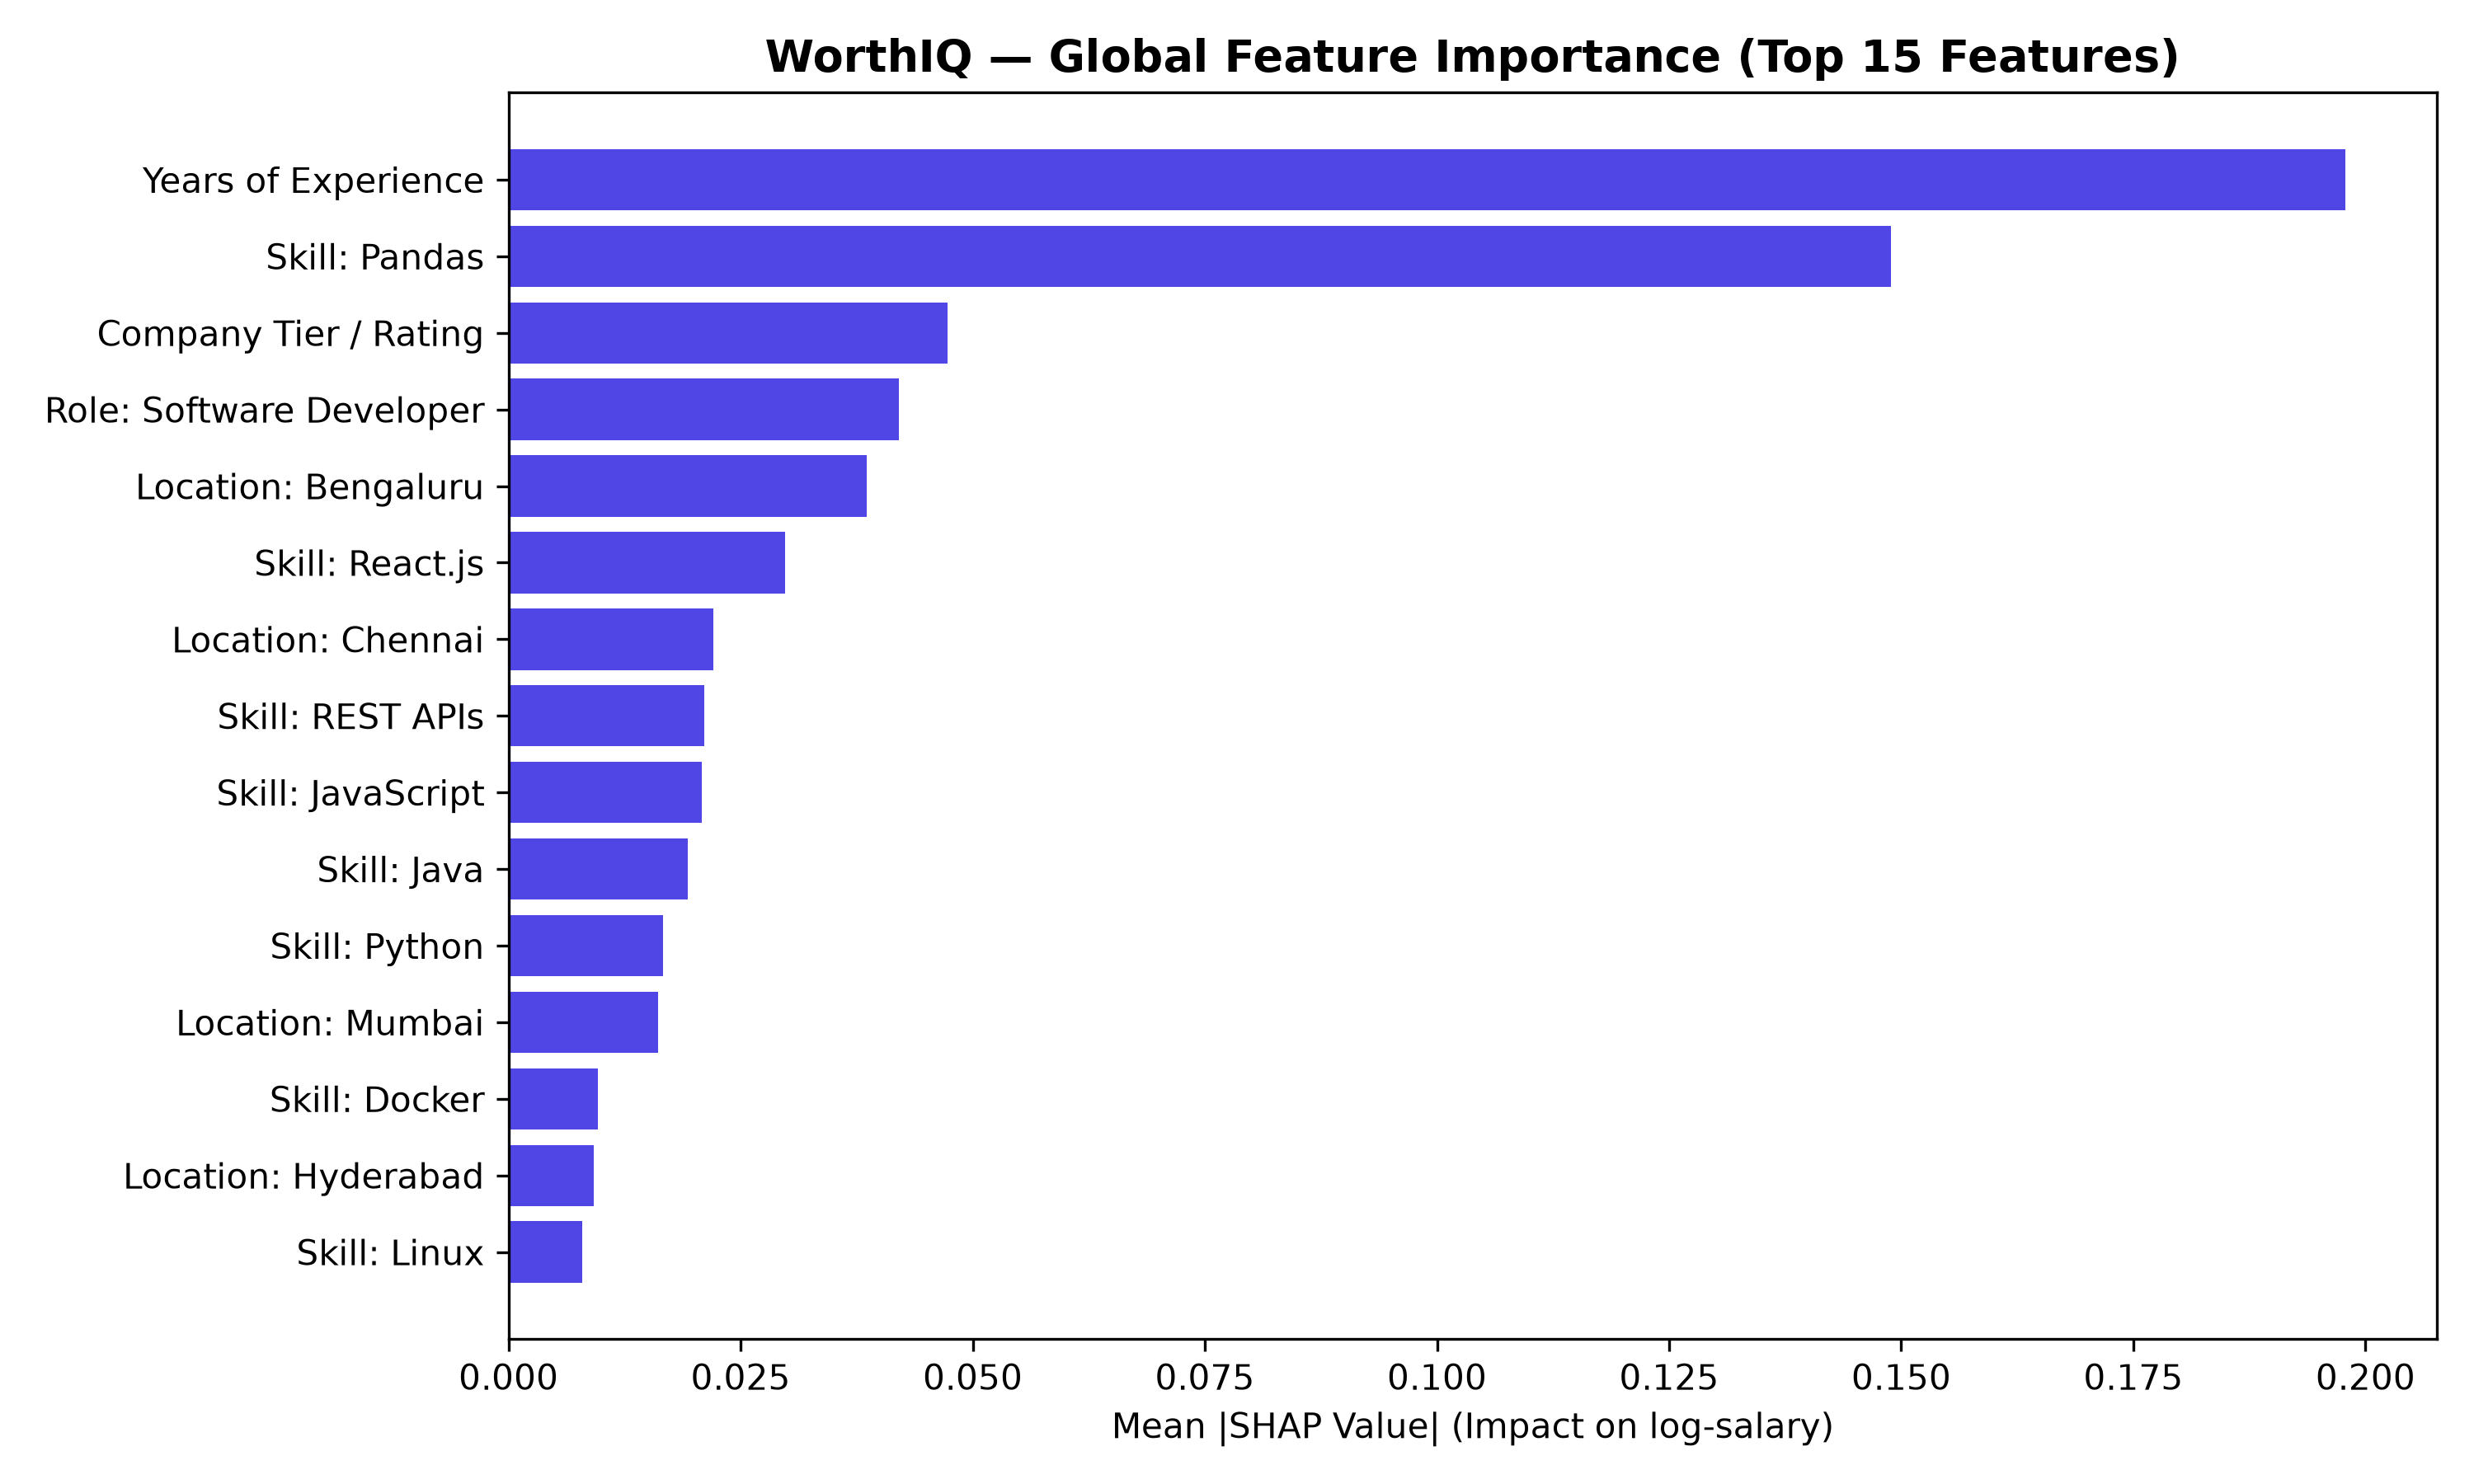 WorthIQ — Global Feature Importance (Top 15 Features)
Years of Experience
Skill: Pandas
Company Tier / Rating
Role: Software Developer
Location: Bengaluru
Skill: React.js
Location: Chennai
Skill: REST APIs
Skill: JavaScript
Skill: Java
Skill: Python
Location: Mumbai
Skill: Docker
Location: Hyderabad
Skill: Linux
0.000 0.025 0.050 0.075 0.100 0.125 0.150 0.175 0.200
Mean |SHAP Value| (Impact on log-salary)